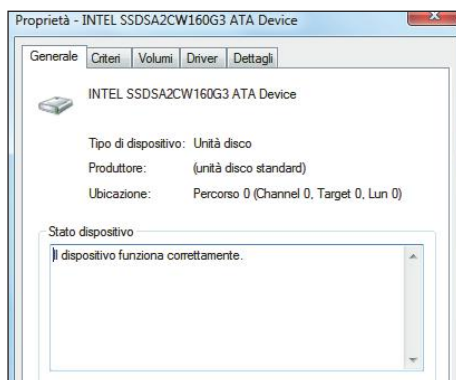 Proprietà - INTEL SSDSA2CW160G3 ATA Device
Generale Criteri Volumi Driver Dettagli
INTEL SSDSA2CW160G3 ATA Device
Tipo di dispositivo: Unità disco
Produttore: (unità disco standard)
Ubicazione: Percorso 0 (Channel 0, Target 0, Lun 0)
Stato dispositivo
Il dispositivo funziona correttamente.